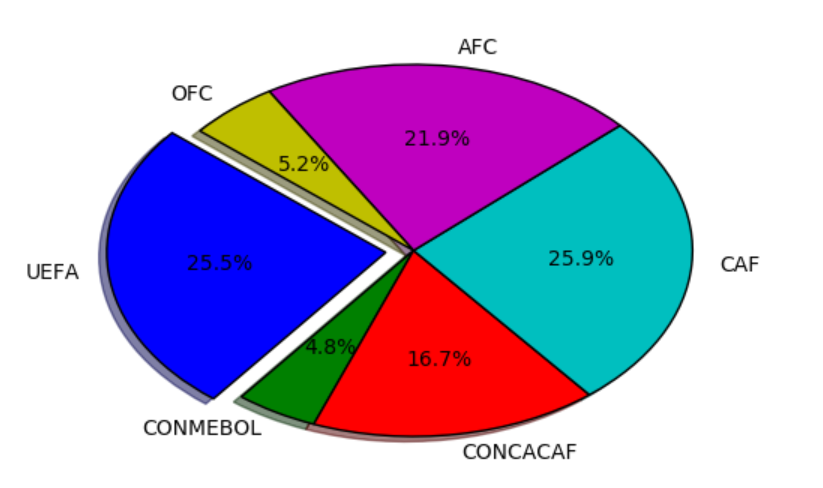 AFC
OFC
21.9%
5.2%
25.5%
25.9%
UEFA
CAF
4.8%
16.7%
CONMEBOL
CONCACAF